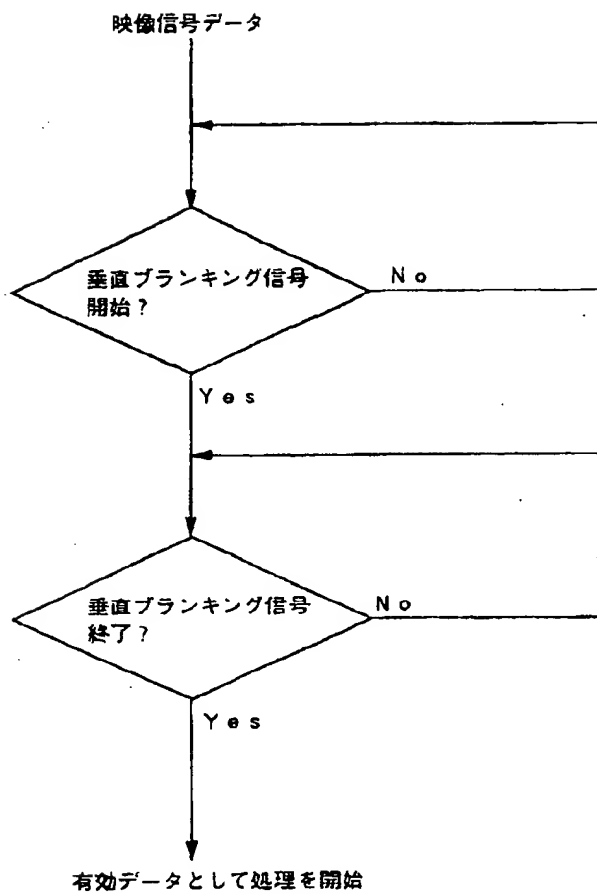 映像信号データ
垂直ブランキング信号
開始？
No
Yes
垂直ブランキング信号
終了？
No
Yes
有効データとして処理を開始